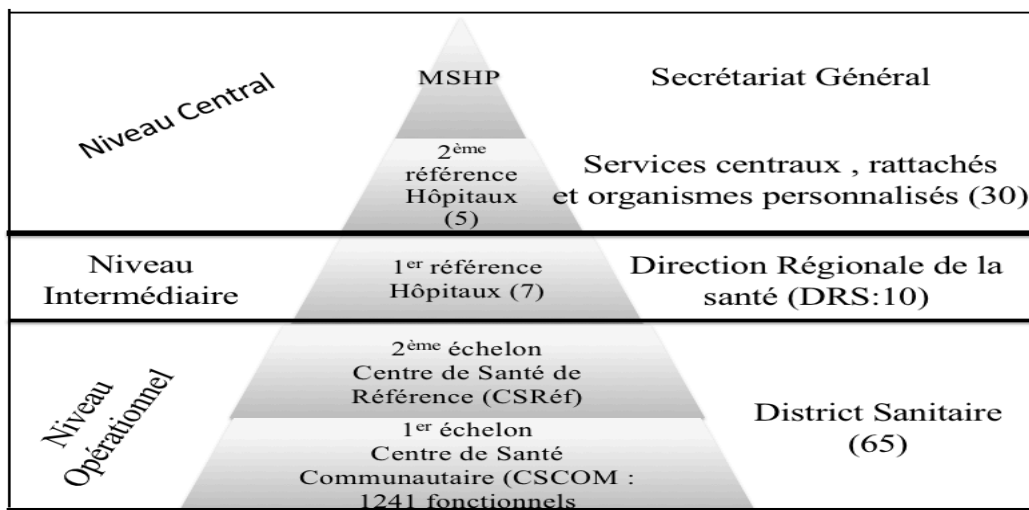 Niveau Central
MSHP
Secrétariat Général
2ème
référence
Hôpitaux
(5)
Services centraux , rattachés
et organismes personnalisés (30)
Niveau
Intermédiaire
1er référence
Hôpitaux (7)
Direction Régionale de la
santé (DRS:10)
Niveau
Opérationnel
2ème échelon
Centre de Santé de
Référence (CSRéf)
1er échelon
Centre de Santé
Communautaire (CSCOM :
1241 fonctionnels
District Sanitaire
(65)